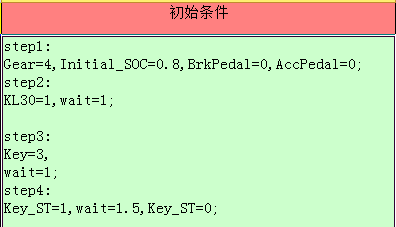 初始条件
step1:
Gear=4,Initial_SOC=0.8,BrkPedal=0,AccPedal=0;
step2:
KL30=1,wait=1;
step3:
Key=3,
wait=1;
step4:
Key_ST=1,wait=1.5,Key_ST=0;